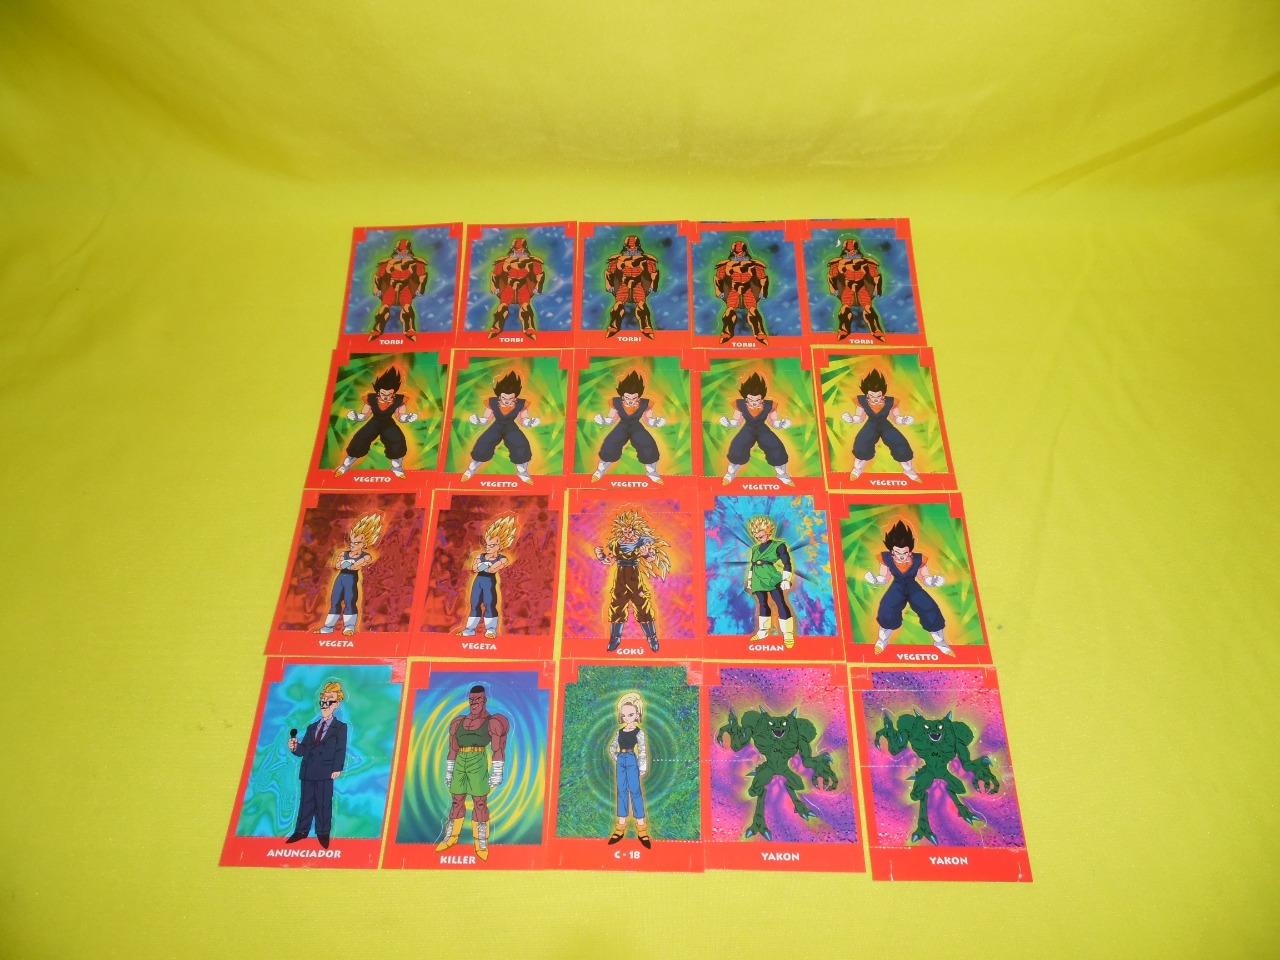 TORBI
TORBI
TORBI
TORBI
TORBI
VEGETTO
VEGETTO
VEGETTO
VEGETTO
VEGETTO
VEGETA
VEGETA
GOKÚ
GOHAN
VEGETTO
ANUNCIADOR
KILLER
C - 18
YAKON
YAKON